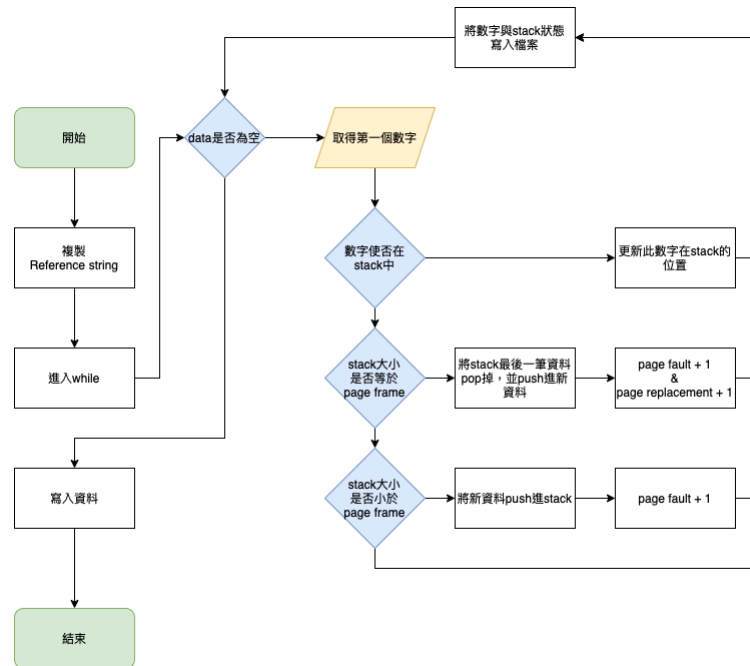 將數字與stack狀態
寫入檔案
開始
data是否為空
取得第一個數字
複製
Reference string
數字使否在
stack中
更新此數字在stack的
位置
進入while
stack大小
是否等於
page frame
將stack最後一筆資料
pop掉，並push進新
資料
page fault + 1
&
page replacement + 1
寫入資料
stack大小
是否小於
page frame
將新資料push進stack
page fault + 1
結束